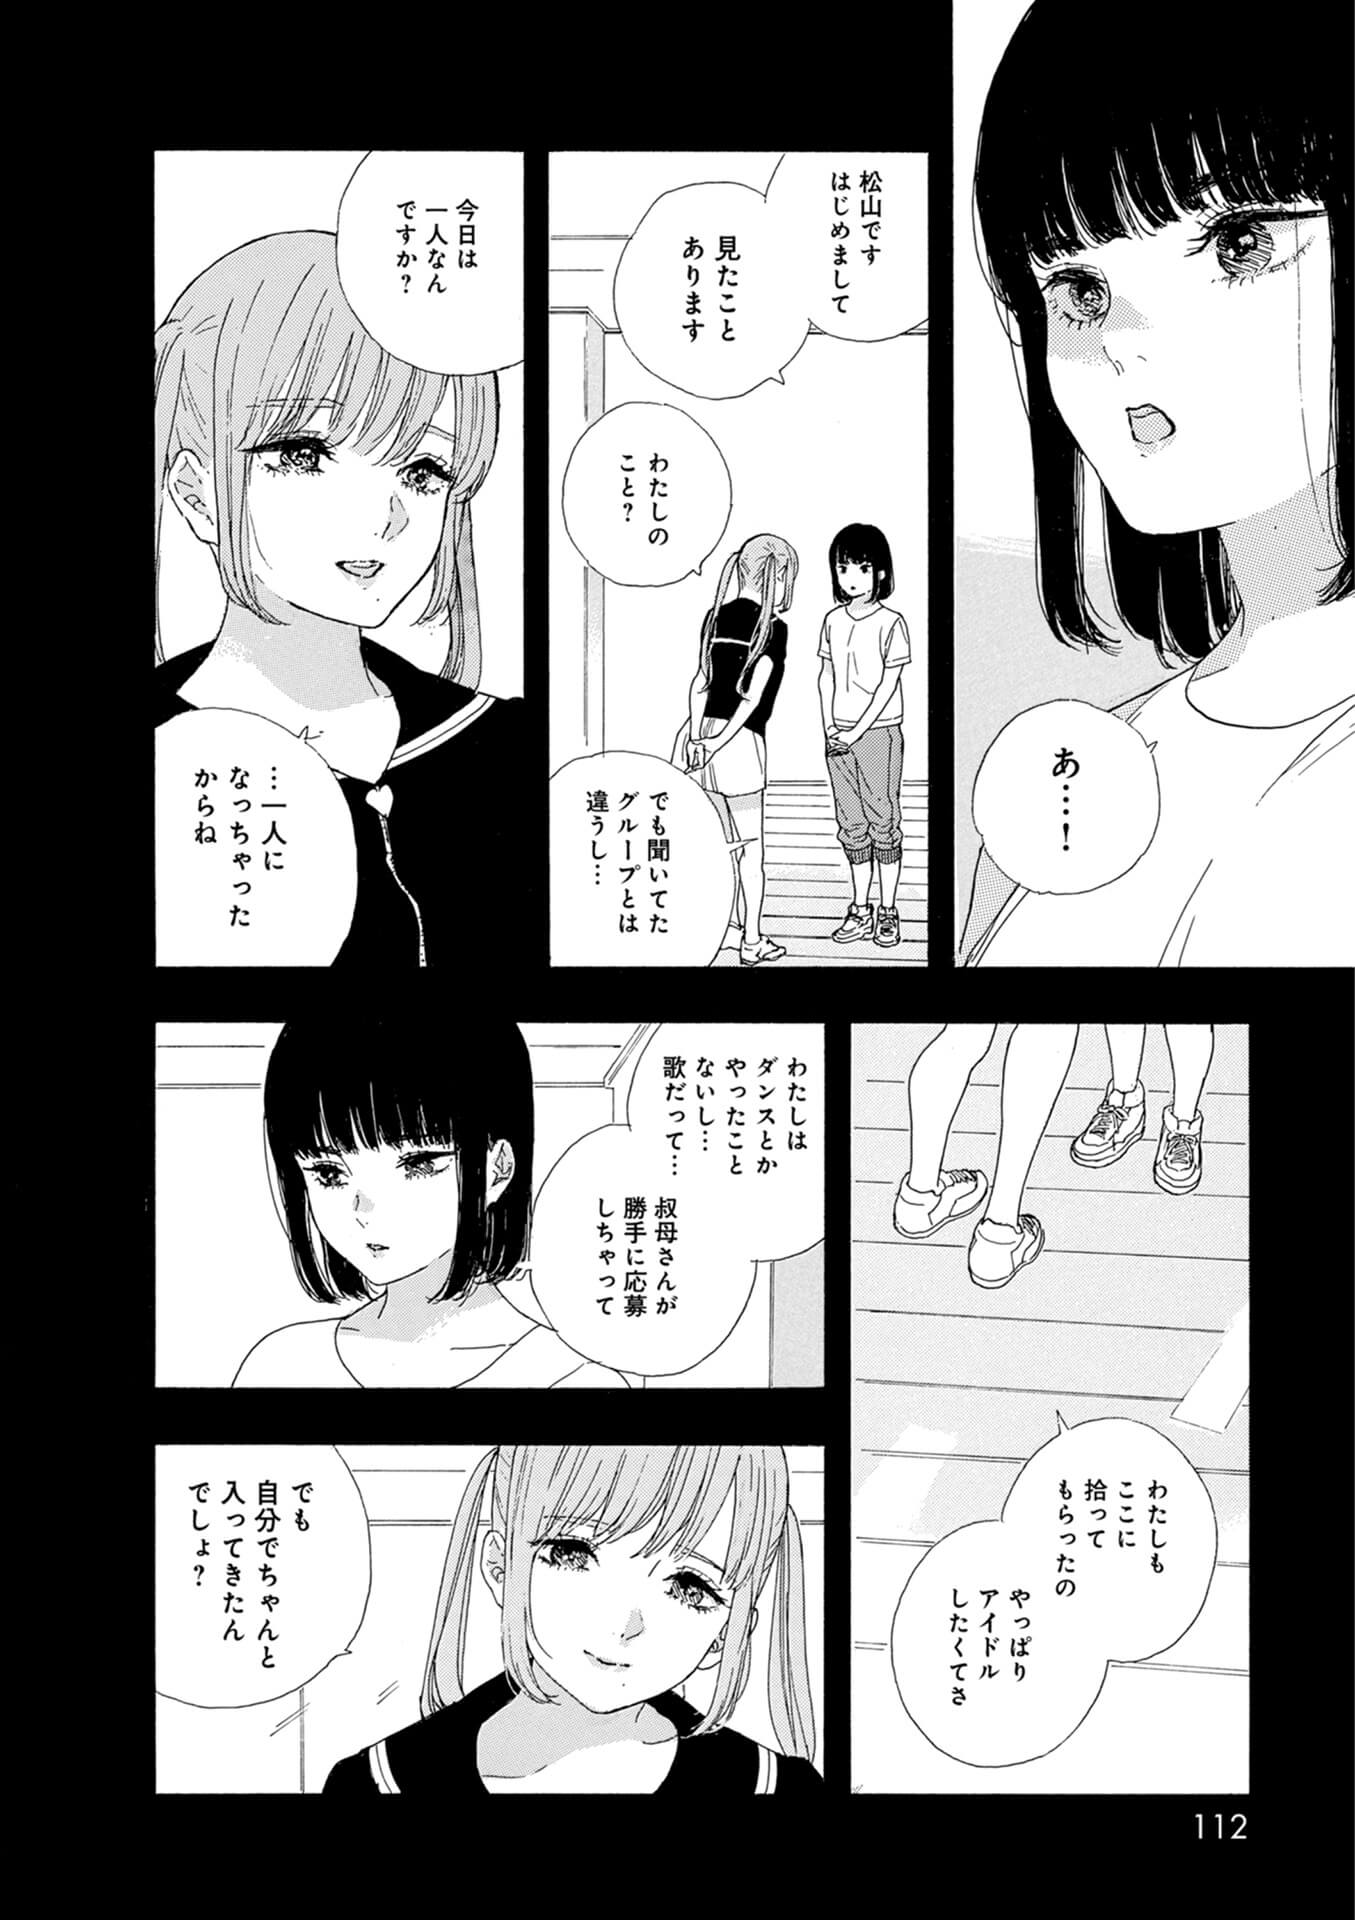 あ…！
松山です
はじめまして
見たこと
あります
わたしの
こと？
でも聞いてた
グループとは
違うし…
今日は
一人なん
ですか？
…一人に
なっちゃった
からね
わたしも
ここに
拾って
もらったの
やっぱり
アイドル
したくてさ
わたしは
ダンスとか
やったこと
ないし…
歌だって…
叔母さんが
勝手に応募
しちゃって
でも
自分でちゃんと
入ってきたん
でしょ？
112